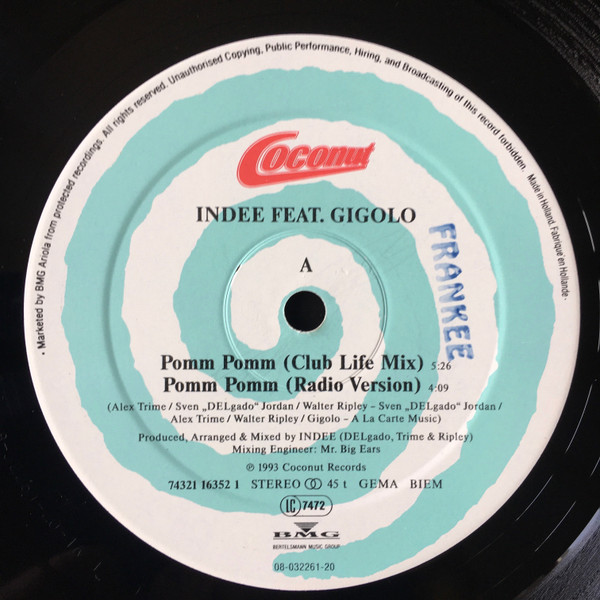 · Marketed by BMG Ariola from protected recordings. All rights reserved. Unauthorised Copying, Public Performance, Hiring, and Broadcasting of this record forbidden. Made in Holland. Fabriqué en Hollande ·
Coconut
INDEE FEAT. GIGOLO
A
FRANKEE
Pomm Pomm (Club Life Mix) 5:26
Pomm Pomm (Radio Version) 4:09
(Alex Trime / Sven „DELgado" Jordan / Walter Ripley – Sven „DELgado" Jordan /
Alex Trime / Walter Ripley / Gigolo – A La Carte Music)
Produced, Arranged & Mixed by INDEE (DELgado, Trime & Ripley)
Mixing Engineer: Mr. Big Ears
℗ 1993 Coconut Records
74321 16352 1 STEREO 45 t GEMA BIEM
LC 7472
BMG
BERTELSMANN MUSIC GROUP
08-032261-20